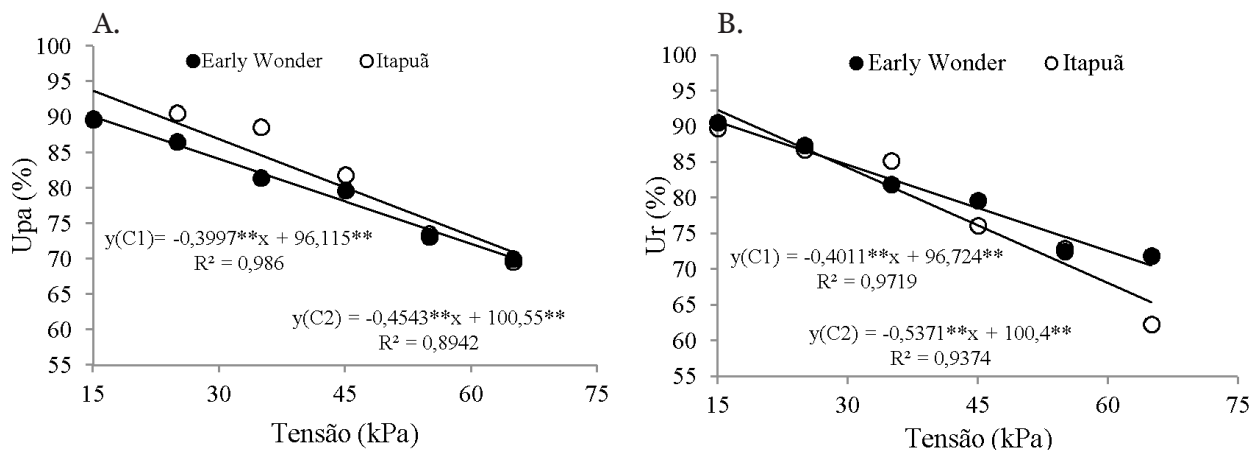 A.
●Early Wonder ○Itapuã
100
95
90
85
80
75
70
65
60
55
Upa (%)
y(C1)= -0,3997**x + 96,115**
R² = 0,986
y(C2) = -0,4543**x + 100,55**
R² = 0,8942
15 30 45 60 75
Tensão (kPa)
B.
●Early Wonder ○Itapuã
100
95
90
85
80
75
70
65
60
55
Ur (%)
y(C1) = -0,4011**x + 96,724**
R² = 0,9719
y(C2) = -0,5371**x + 100,4**
R² = 0,9374
15 30 45 60 75
Tensão (kPa)